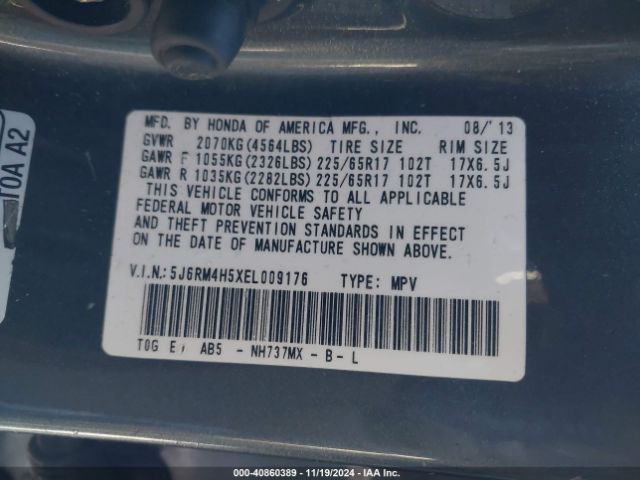 MFD. BY HONDA OF AMERICA MFG., INC. 08/'13
GVWR 2070KG(4564LBS) TIRE SIZE RIM SIZE
GAWR F 1055KG(2326LBS) 225/65R17 102T 17X6.5J
GAWR R 1035KG(2282LBS) 225/65R17 102T 17X6.5J
THIS VEHICLE CONFORMS TO ALL APPLICABLE
FEDERAL MOTOR VEHICLE SAFETY
AND THEFT PREVENTION STANDARDS IN EFFECT
ON THE DATE OF MANUFACTURE SHOWN ABOVE.
V.I.N.: 5J6RM4H5XEL009176 TYPE: MPV
T0G AB5 - NH737MX - B - L
T0A A2
000-40860389 - 11/19/2024 - IAA Inc.